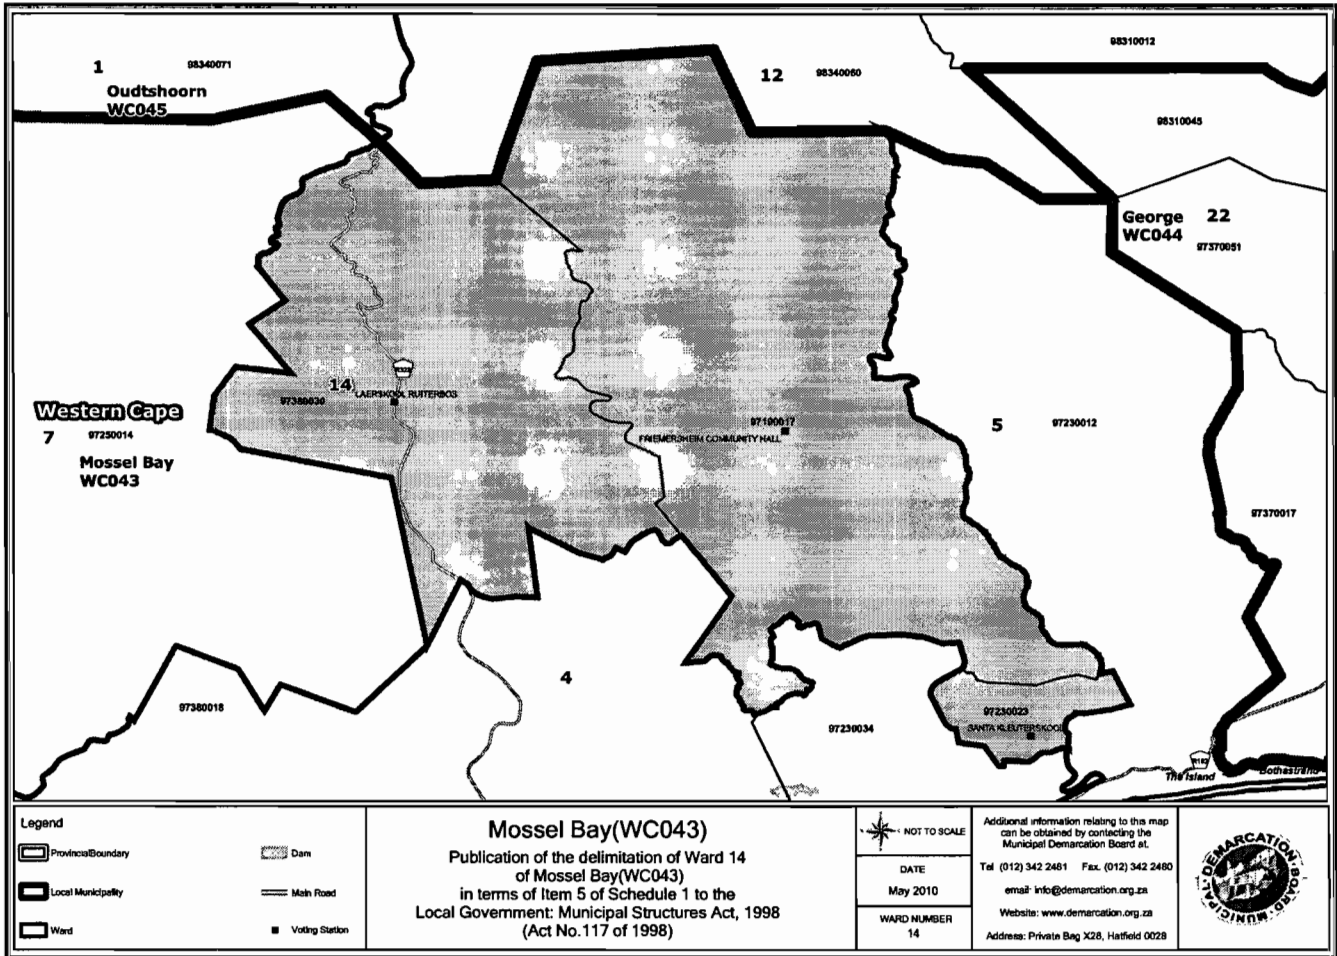 1
98340071
Oudtshoorn
WC045
12
98340060
98310012
98310045
George
WC044
22
97370051
14
97380030
LAERSKOOL RUITERBOS
Western Cape
7
97250014
Mossel Bay
WC043
97190017
FRIEMERSHEIM COMMUNITY HALL
5
97230012
97370017
4
97380018
97230034
97230023
SANTA KLEUTERSKOOL
The Island
Bothastrand
Legend
Provincial Boundary
Local Municipality
Ward
Dam
Main Road
Voting Station
Mossel Bay(WC043)
Publication of the delimitation of Ward 14
of Mossel Bay(WC043)
in terms of Item 5 of Schedule 1 to the
Local Government: Municipal Structures Act, 1998
(Act No.117 of 1998)
NOT TO SCALE
DATE
May 2010
WARD NUMBER
14
Additional information relating to this map
can be obtained by contacting the
Municipal Demarcation Board at.
Tel (012) 342 2481 Fax. (012) 342 2480
email: info@demarcation.org.za
Website: www.demarcation.org.za
Address: Private Bag X28, Hatfield 0028
MUNICIPAL DEMARCATION BOARD